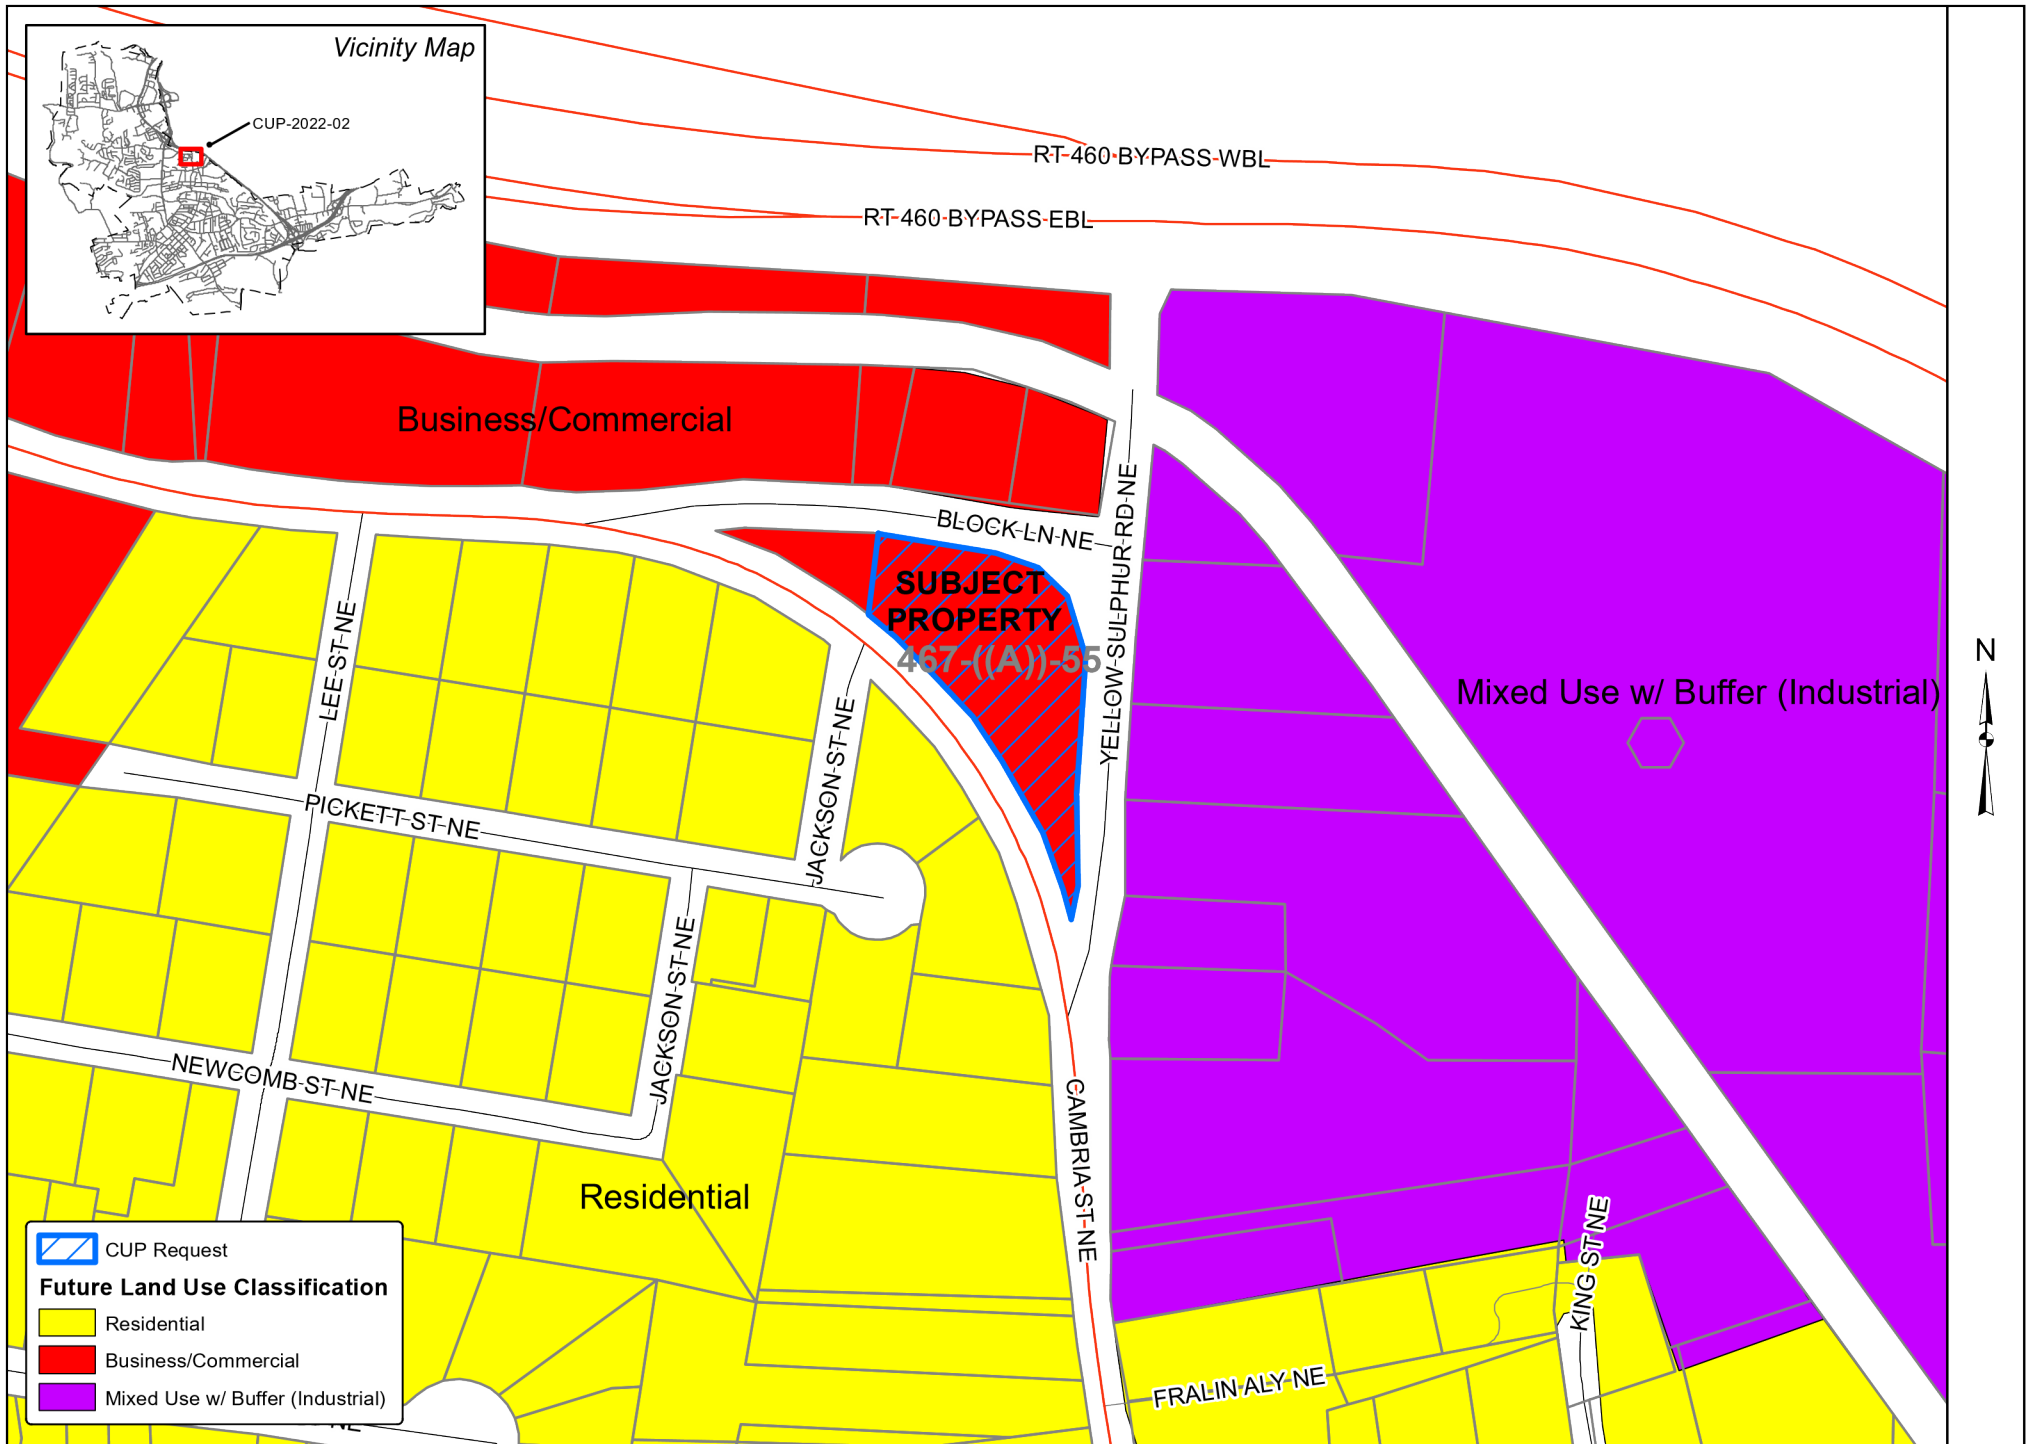 Vicinity Map
CUP-2022-02
RT 460 BYPASS WBL
RT 460 BYPASS EBL
Business/Commercial
BLOCK LN NE
YELLOW SULPHUR RD NE
SUBJECT
PROPERTY
467-((A))-55
LEE ST NE
JACKSON ST NE
Mixed Use w/ Buffer (Industrial)
N
PICKETT ST NE
JACKSON ST NE
NEWCOMB ST NE
CAMBRIA ST NE
Residential
KING ST NE
FRALIN ALY NE
CUP Request
Future Land Use Classification
Residential
Business/Commercial
Mixed Use w/ Buffer (Industrial)
NE